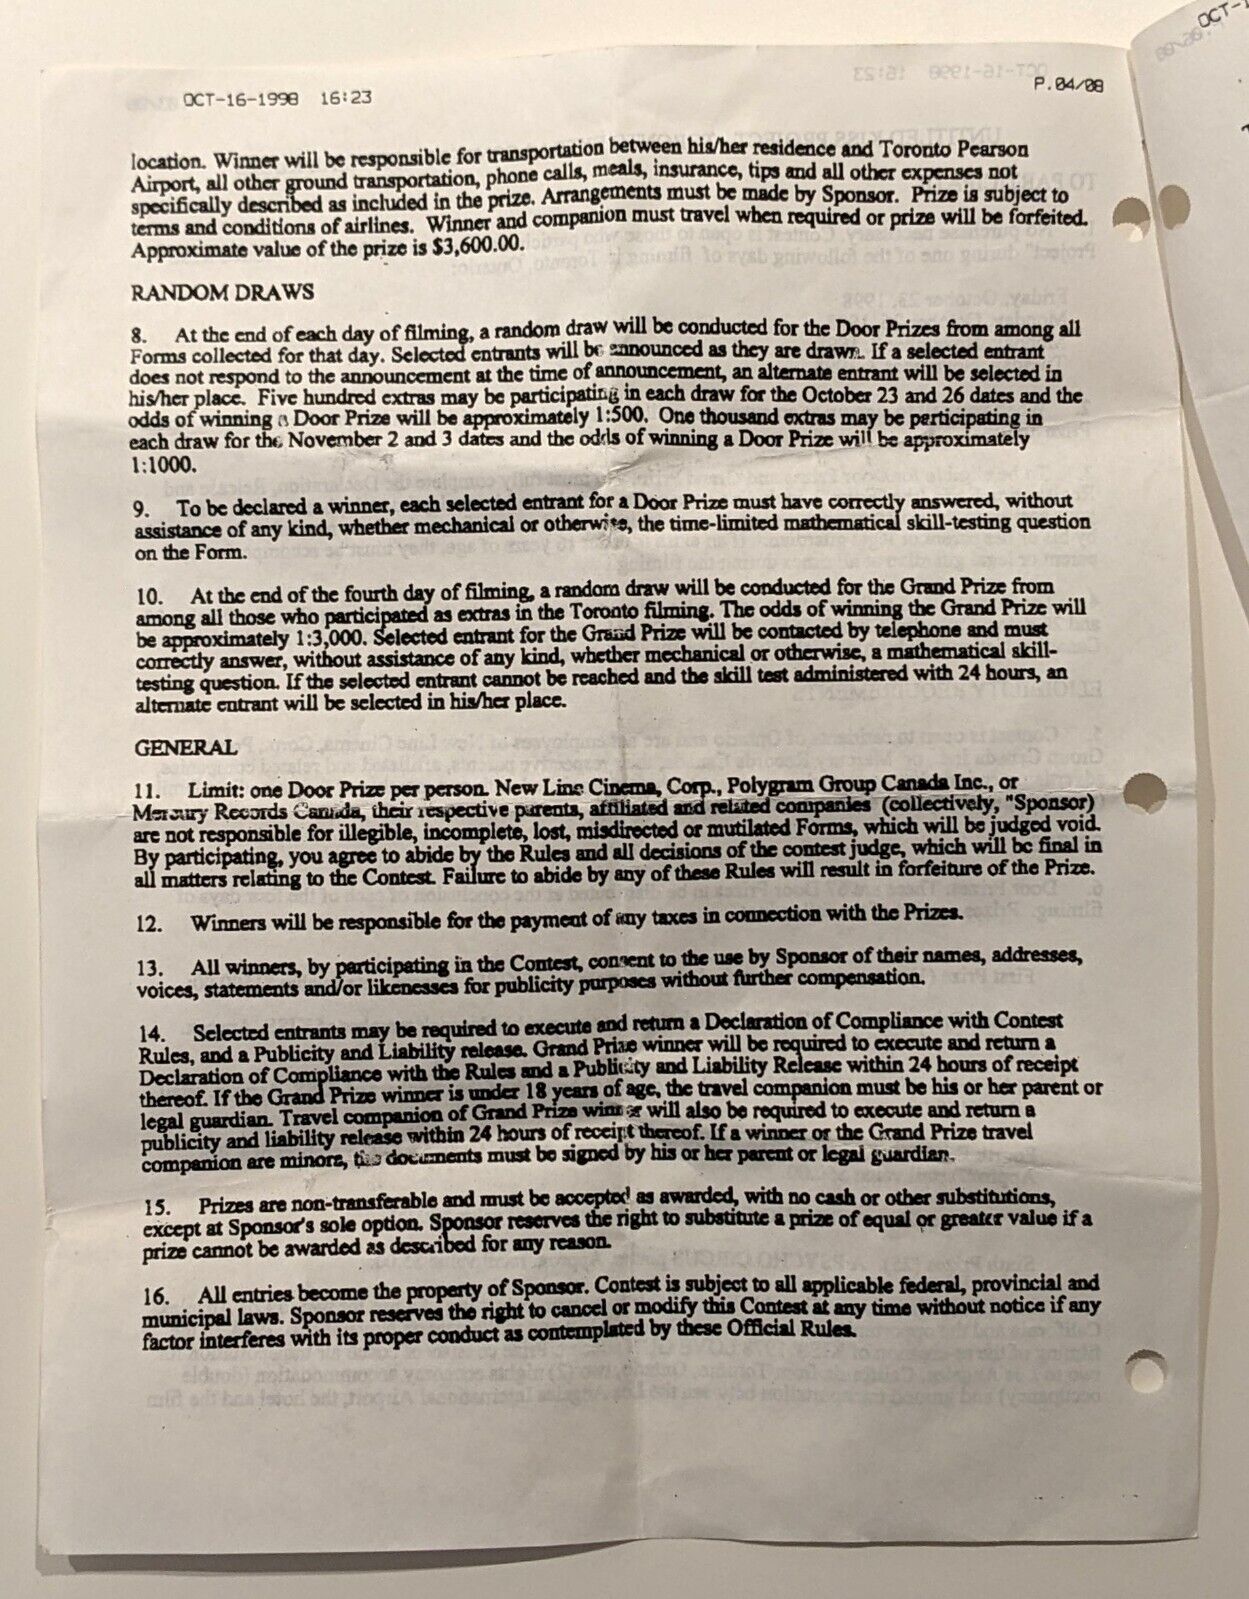 OCT-16-1998 16:23
P.04/08
OCT-1
location. Winner will be responsible for transportation between his/her residence and Toronto Pearson
Airport, all other ground transportation, phone calls, meals, insurance, tips and all other expenses not
specifically described as included in the prize. Arrangements must be made by Sponsor. Prize is subject to
terms and conditions of airlines. Winner and companion must travel when required or prize will be forfeited.
Approximate value of the prize is $3,600.00.
RANDOM DRAWS
8. At the end of each day of filming, a random draw will be conducted for the Door Prizes from among all
Forms collected for that day. Selected entrants will be announced as they are drawn. If a selected entrant
does not respond to the announcement at the time of announcement, an alternate entrant will be selected in
his/her place. Five hundred extras may be participating in each draw for the October 23 and 26 dates and the
odds of winning a Door Prize will be approximately 1:500. One thousand extras may be perticipating in
each draw for the November 2 and 3 dates and the odds of winning a Door Prize will be approximately
1:1000.
9. To be declared a winner, each selected entrant for a Door Prize must have correctly answered, without
assistance of any kind, whether mechanical or otherwise, the time-limited mathematical skill-testing question
on the Form.
10. At the end of the fourth day of filming, a random draw will be conducted for the Grand Prize from
among all those who participated as extras in the Toronto filming. The odds of winning the Grand Prize will
be approximately 1:3,000. Selected entrant for the Grand Prize will be contacted by telephone and must
correctly answer, without assistance of any kind, whether mechanical or otherwise, a mathematical skill-
testing question. If the selected entrant cannot be reached and the skill test administered with 24 hours, an
alternate entrant will be selected in his/her place.
GENERAL
11. Limit: one Door Prize per person. New Line Cinema, Corp., Polygram Group Canada Inc., or
Mercury Records Canada, their respective parents, affiliated and related companies (collectively, "Sponsor)
are not responsible for illegible, incomplete, lost, misdirected or mutilated Forms, which will be judged void.
By participating, you agree to abide by the Rules and all decisions of the contest judge, which will be final in
all matters relating to the Contest. Failure to abide by any of these Rules will result in forfeiture of the Prize.
12. Winners will be responsible for the payment of any taxes in connection with the Prizes.
13. All winners, by participating in the Contest, consent to the use by Sponsor of their names, addresses,
voices, statements and/or likenesses for publicity purposes without further compensation.
14. Selected entrants may be required to execute and return a Declaration of Compliance with Contest
Rules, and a Publicity and Liability release. Grand Prize winner will be required to execute and return a
Declaration of Compliance with the Rules and a Publicity and Liability Release within 24 hours of receipt
thereof. If the Grand Prize winner is under 18 years of age, the travel companion must be his or her parent or
legal guardian. Travel companion of Grand Prize winner will also be required to execute and return a
publicity and liability release within 24 hours of receipt thereof. If a winner or the Grand Prize travel
companion are minors, the documents must be signed by his or her parent or legal guardian.
15. Prizes are non-transferable and must be accepted as awarded, with no cash or other substitutions,
except at Sponsor's sole option. Sponsor reserves the right to substitute a prize of equal or greater value if a
prize cannot be awarded as described for any reason.
16. All entries become the property of Sponsor. Contest is subject to all applicable federal, provincial and
municipal laws. Sponsor reserves the right to cancel or modify this Contest at any time without notice if any
factor interferes with its proper conduct as contemplated by these Official Rules.